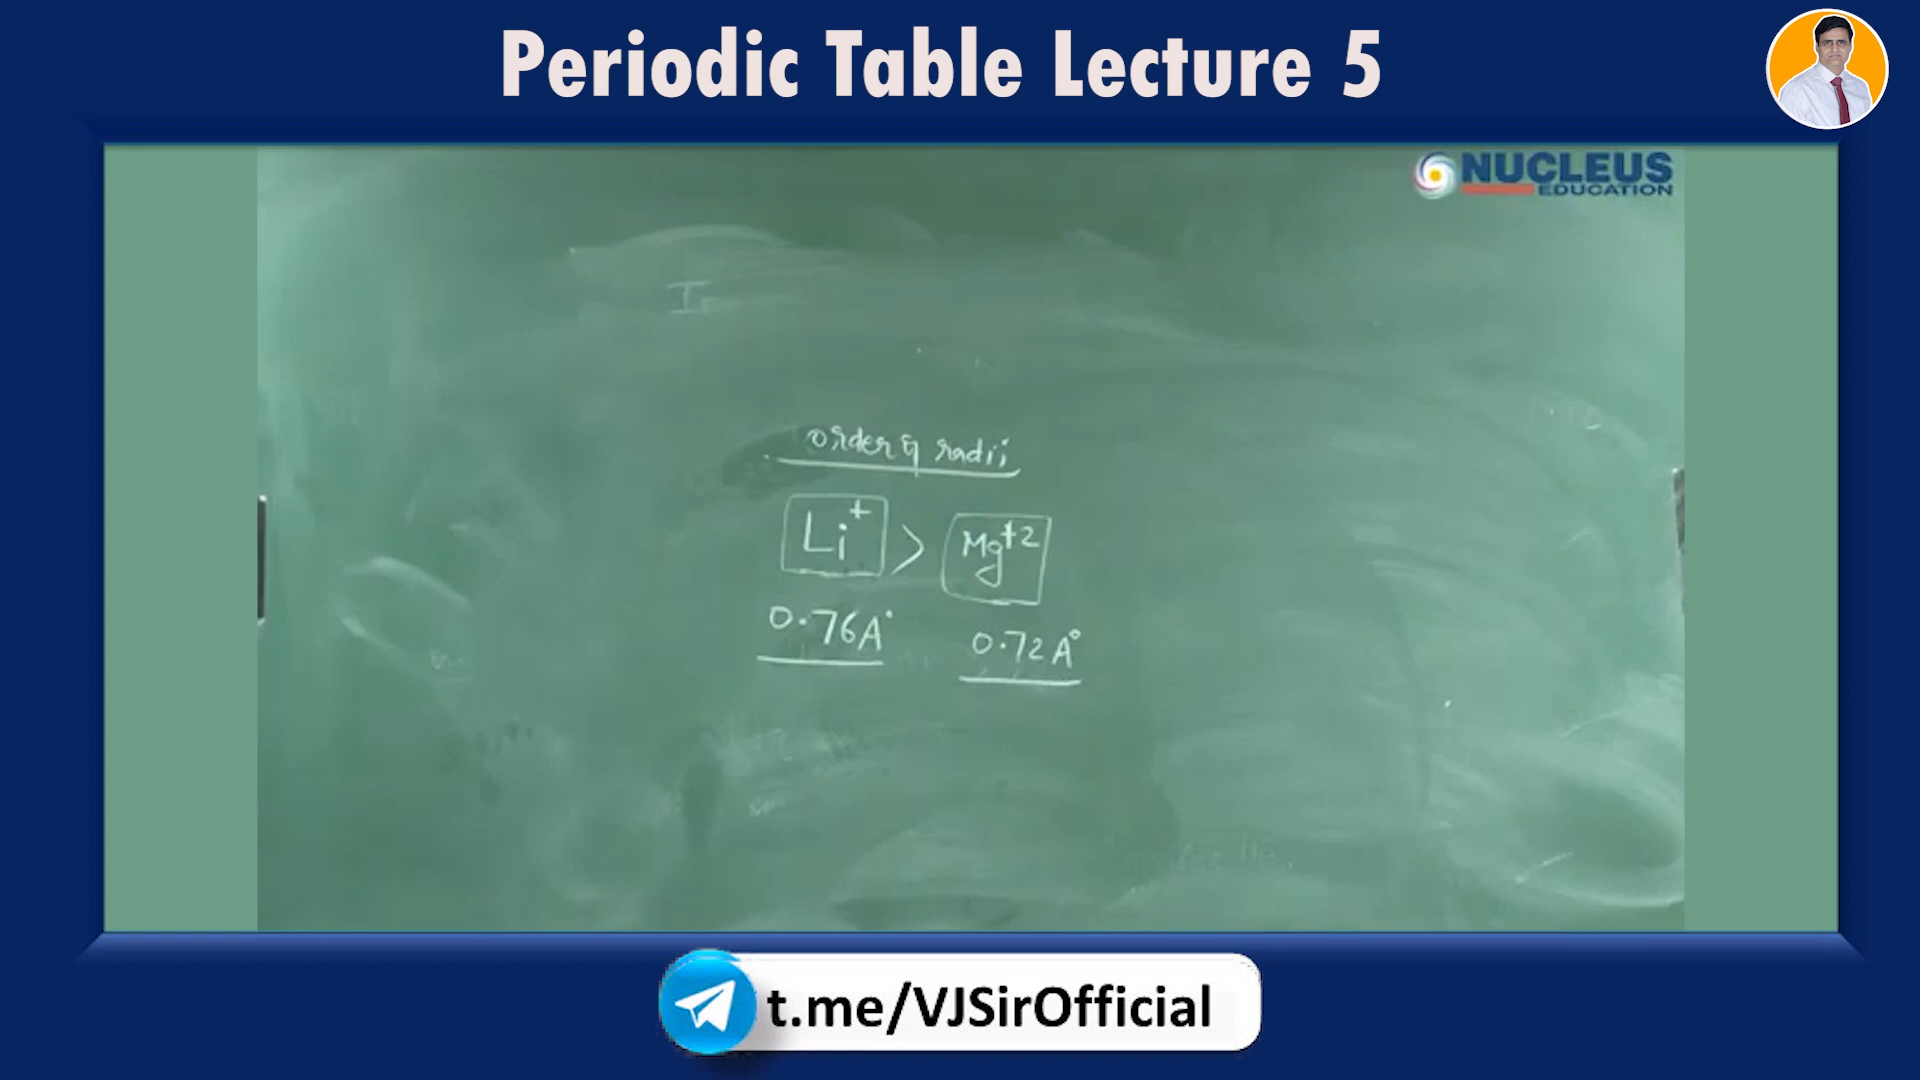 Periodic Table Lecture 5
NUCLEUS
EDUCATION
order of radii
Li⁺ > Mg⁺²
0.76A° 0.72A°
t.me/VJSirOfficial